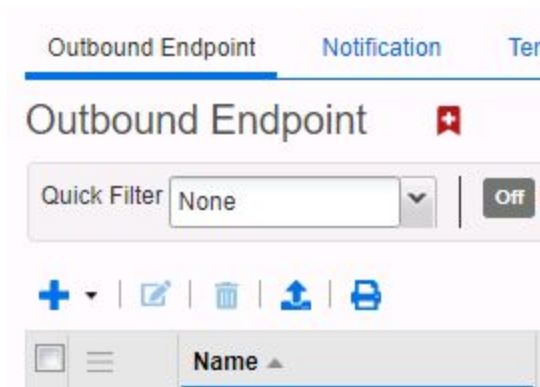 Outbound Endpoint Notification
Outbound Endpoint
Quick Filter None Off
Name